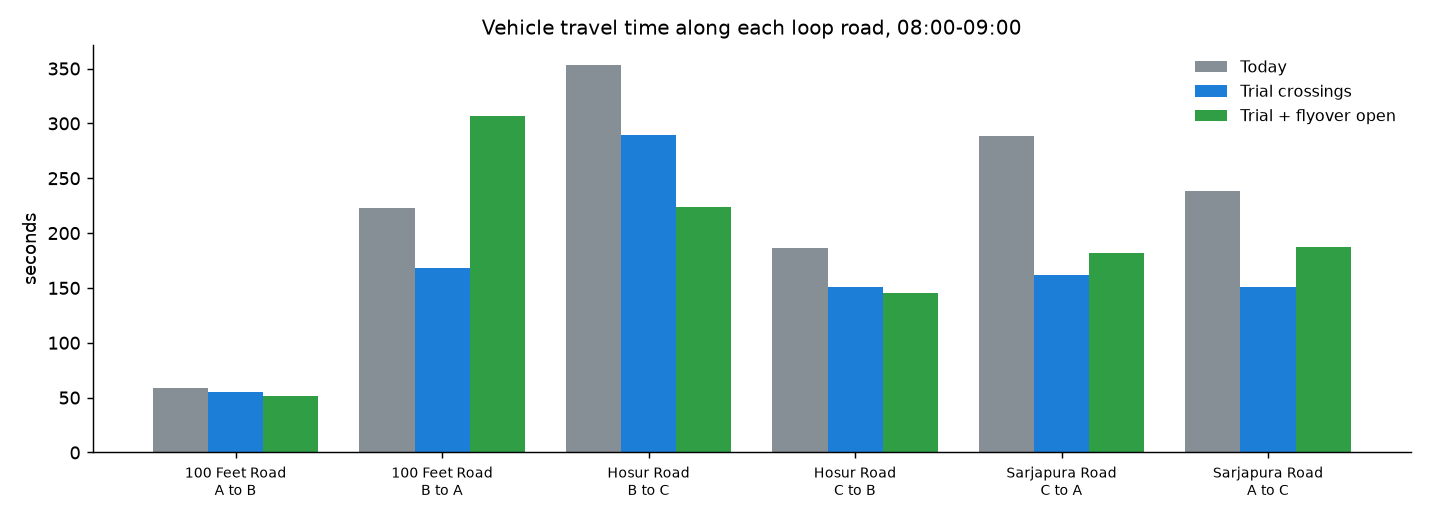 Vehicle travel time along each loop road, 08:00-09:00
Today
Trial crossings
Trial + flyover open
seconds
350
300
250
200
150
100
50
0
100 Feet Road
A to B
100 Feet Road
B to A
Hosur Road
B to C
Hosur Road
C to B
Sarjapura Road
C to A
Sarjapura Road
A to C